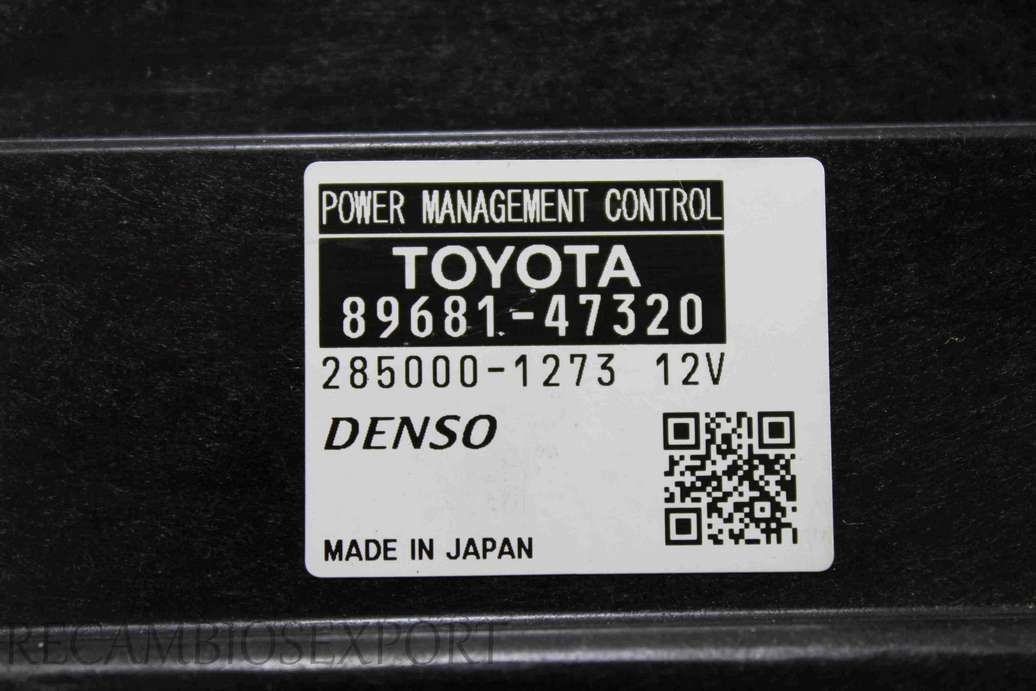 POWER MANAGEMENT CONTROL
TOYOTA
89681-47320
285000-1273 12V
DENSO
MADE IN JAPAN
RECAMBIOSEXPORT